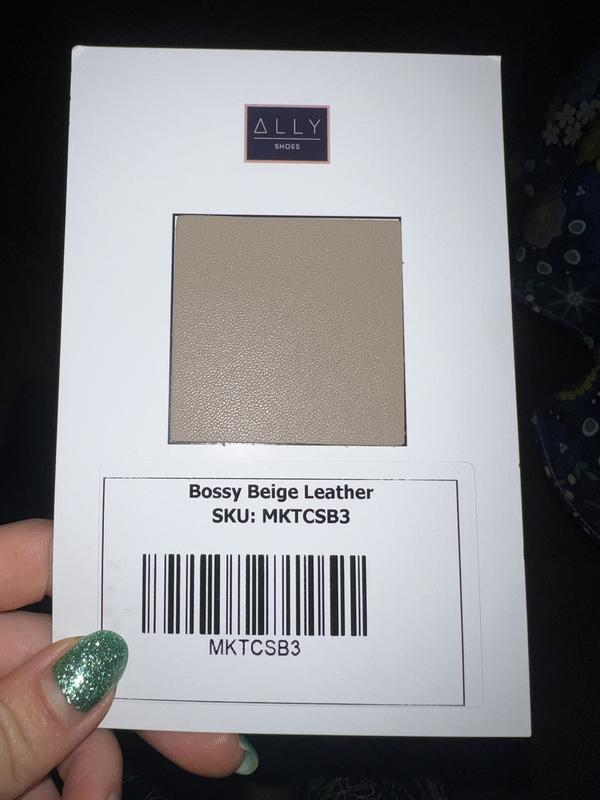 ALLY
SHOES
Bossy Beige Leather
SKU: MKTCSB3
MKTCSB3